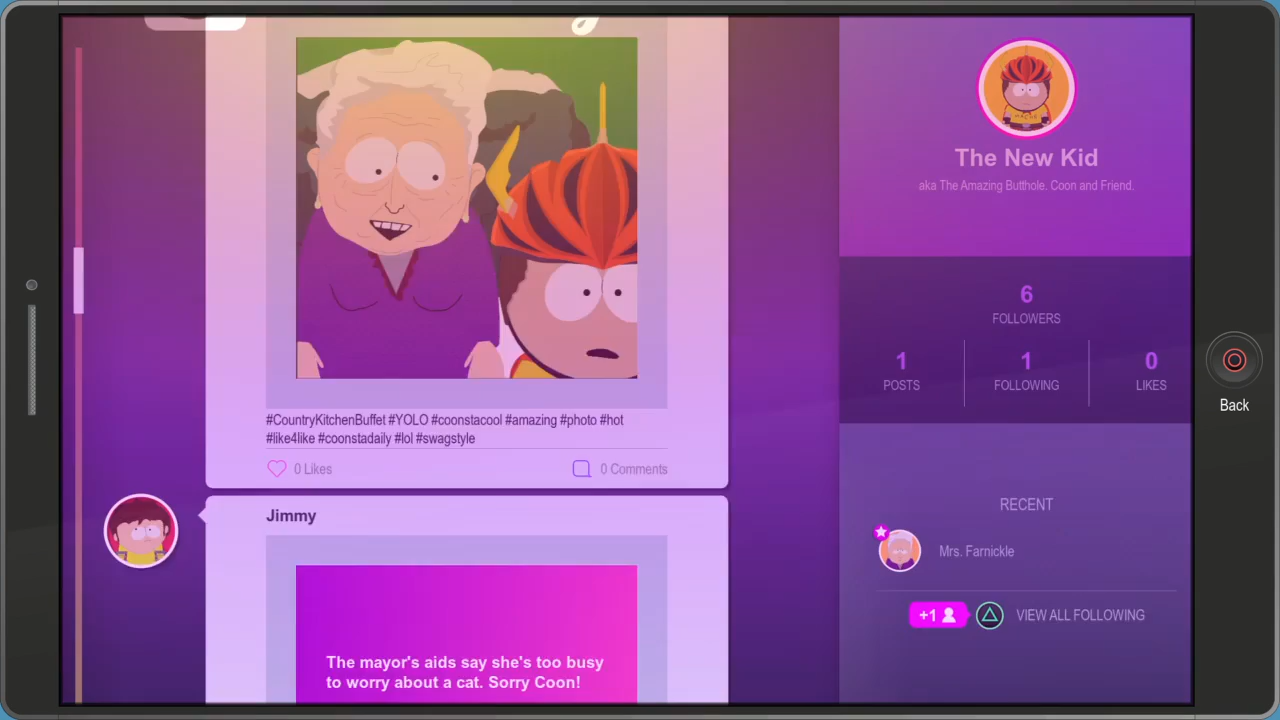 #CountryKitchenBuffet #YOLO #coonstacool #amazing #photo #hot
#like4like #coonstadaily #lol #swagstyle
0 Likes
0 Comments
Jimmy
The mayor's aids say she's too busy
to worry about a cat. Sorry Coon!
The New Kid
aka The Amazing Butthole. Coon and Friend.
6
FOLLOWERS
1
POSTS
1
FOLLOWING
0
LIKES
RECENT
Mrs. Farnickle
+1
VIEW ALL FOLLOWING
Back